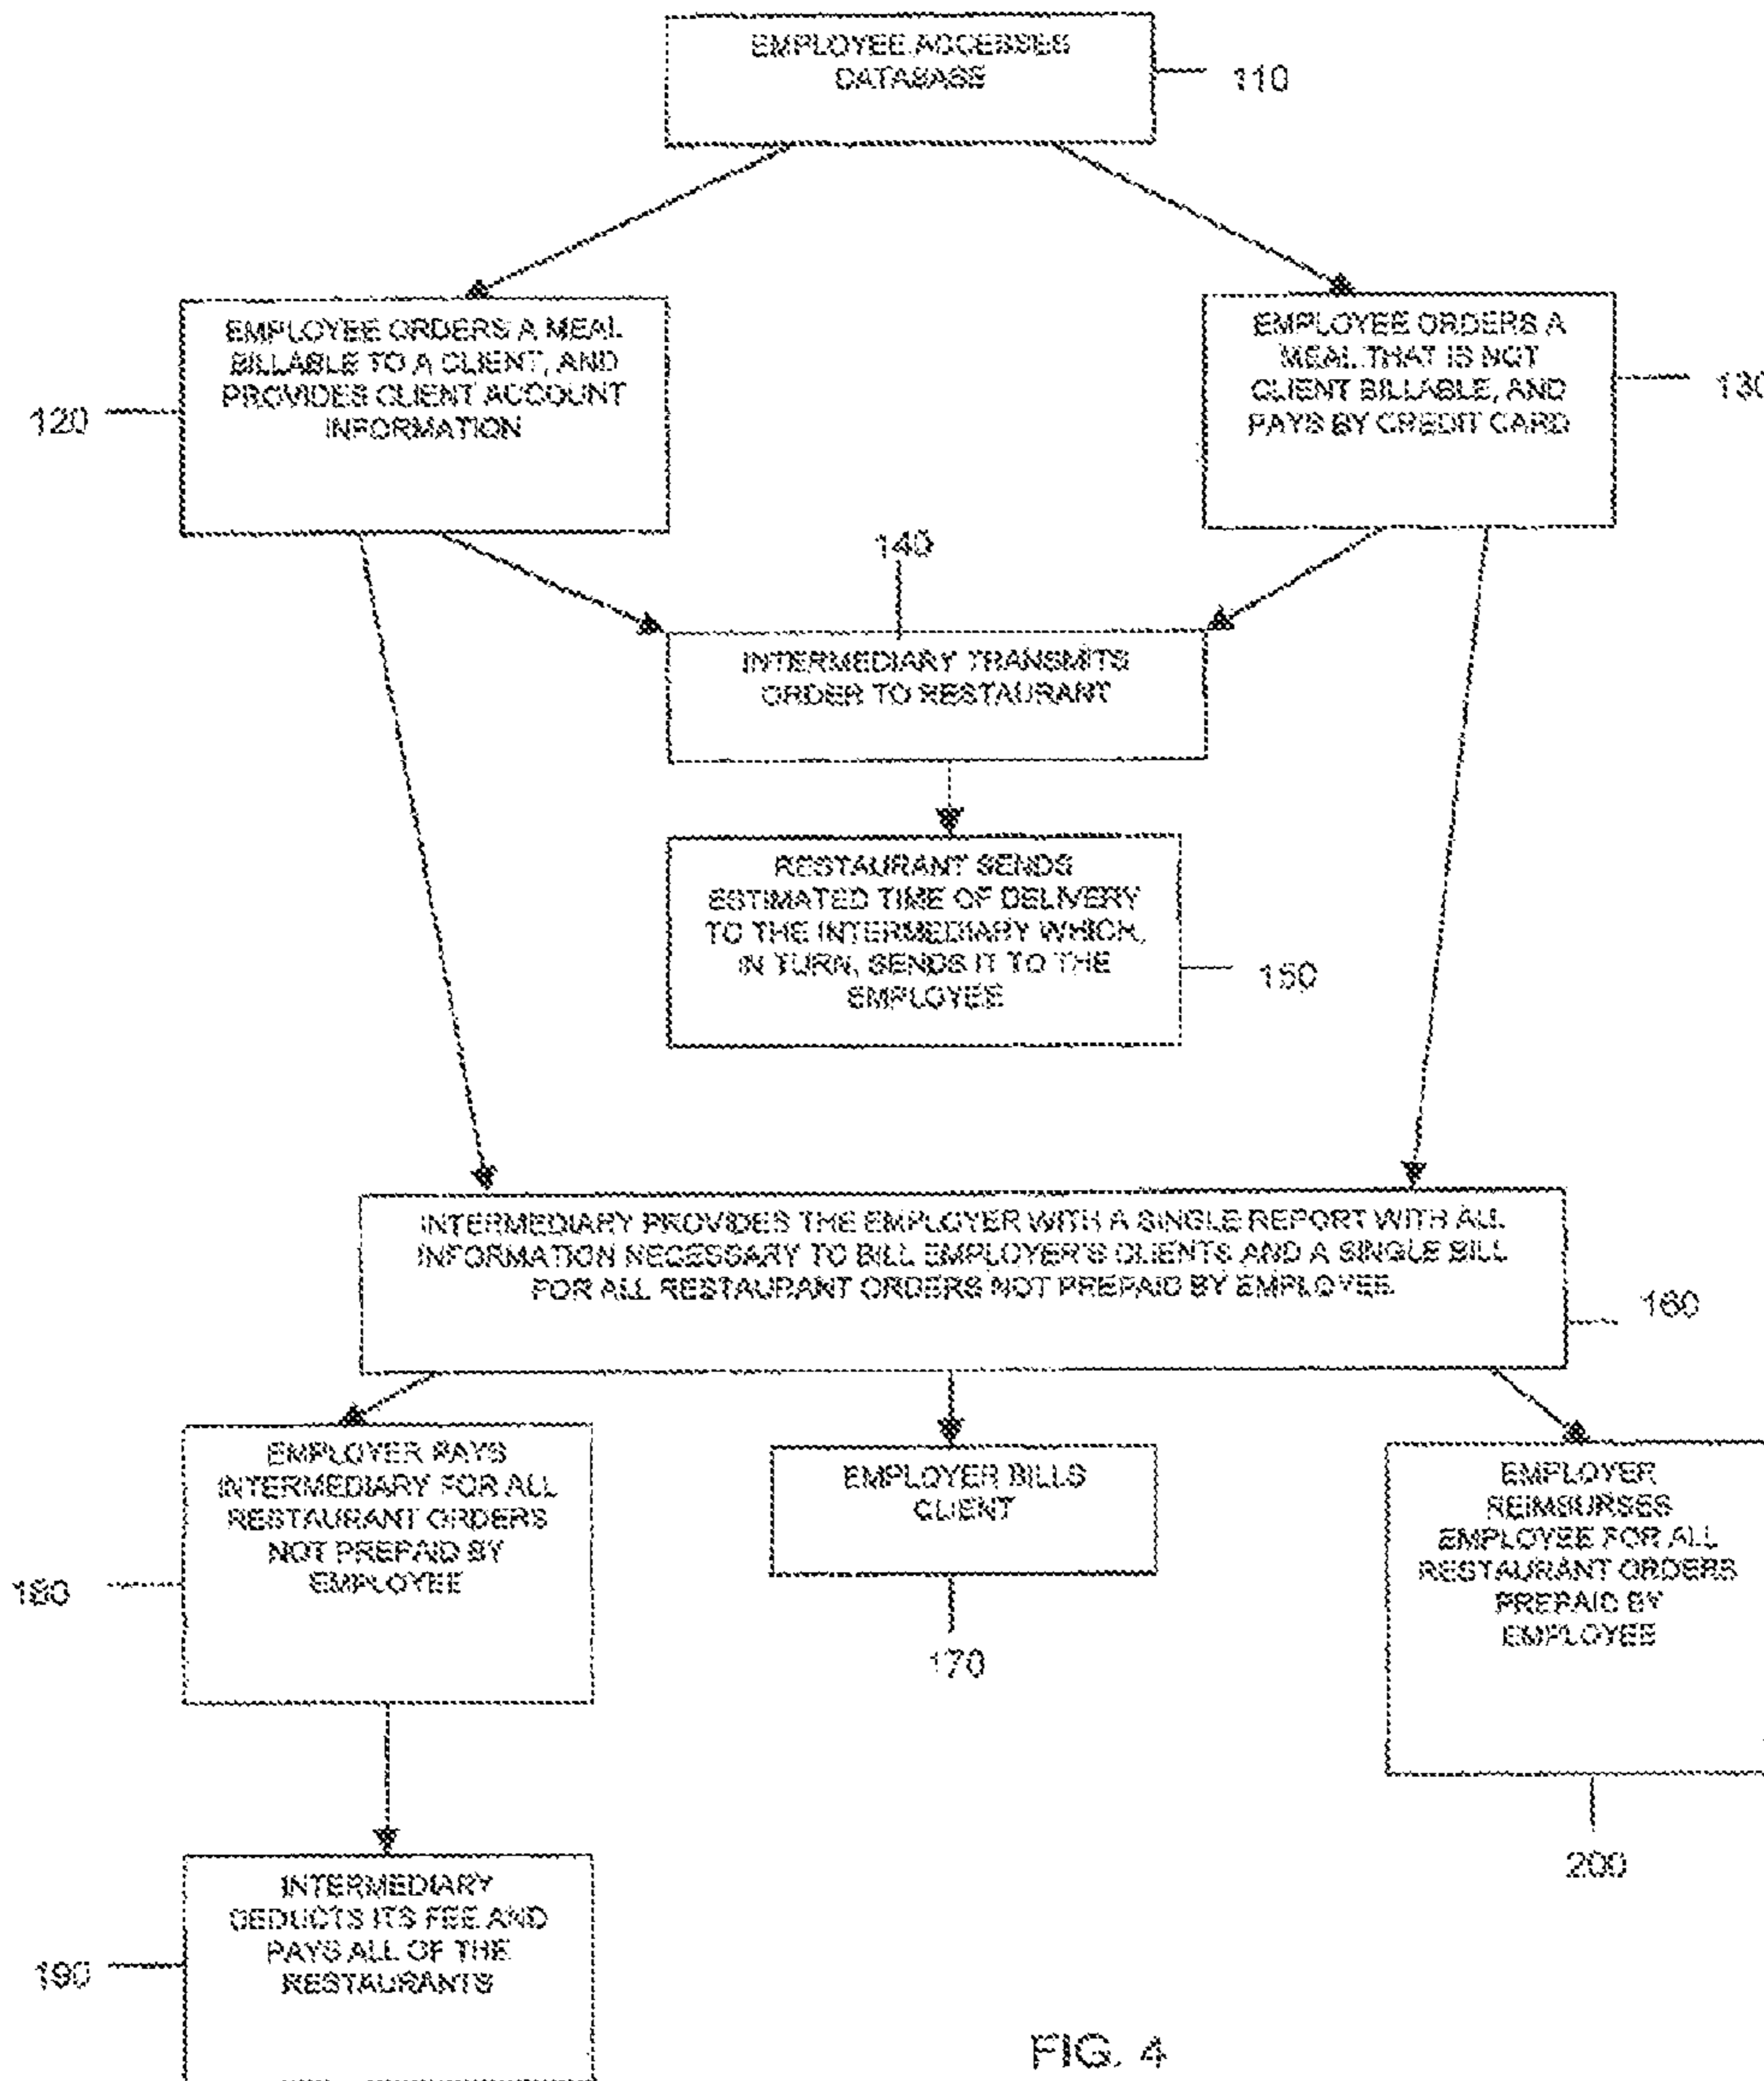 EMPLOYEE ACCESSES
DATABASE
110
EMPLOYEE ORDERS A MEAL
BILLABLE TO A CLIENT, AND
PROVIDES CLIENT ACCOUNT
INFORMATION
120
EMPLOYEE ORDERS A
MEAL THAT IS NOT
CLIENT BILLABLE, AND
PAYS BY CREDIT CARD
130
140
INTERMEDIARY TRANSMITS
ORDER TO RESTAURANT
RESTAURANT SENDS
ESTIMATED TIME OF DELIVERY
TO THE INTERMEDIARY WHICH,
IN TURN, SENDS IT TO THE
EMPLOYEE
150
INTERMEDIARY PROVIDES THE EMPLOYER WITH A SINGLE REPORT WITH ALL
INFORMATION NECESSARY TO BILL EMPLOYER'S CLIENTS AND A SINGLE BILL
FOR ALL RESTAURANT ORDERS NOT PREPAID BY EMPLOYEE
160
EMPLOYER PAYS
INTERMEDIARY FOR ALL
RESTAURANT ORDERS
NOT PREPAID BY
EMPLOYEE
180
EMPLOYER BILLS
CLIENT
170
EMPLOYER
REIMBURSES
EMPLOYEE FOR ALL
RESTAURANT ORDERS
PREPAID BY
EMPLOYEE
200
INTERMEDIARY
DEDUCTS ITS FEE AND
PAYS ALL OF THE
RESTAURANTS
190
FIG. 4